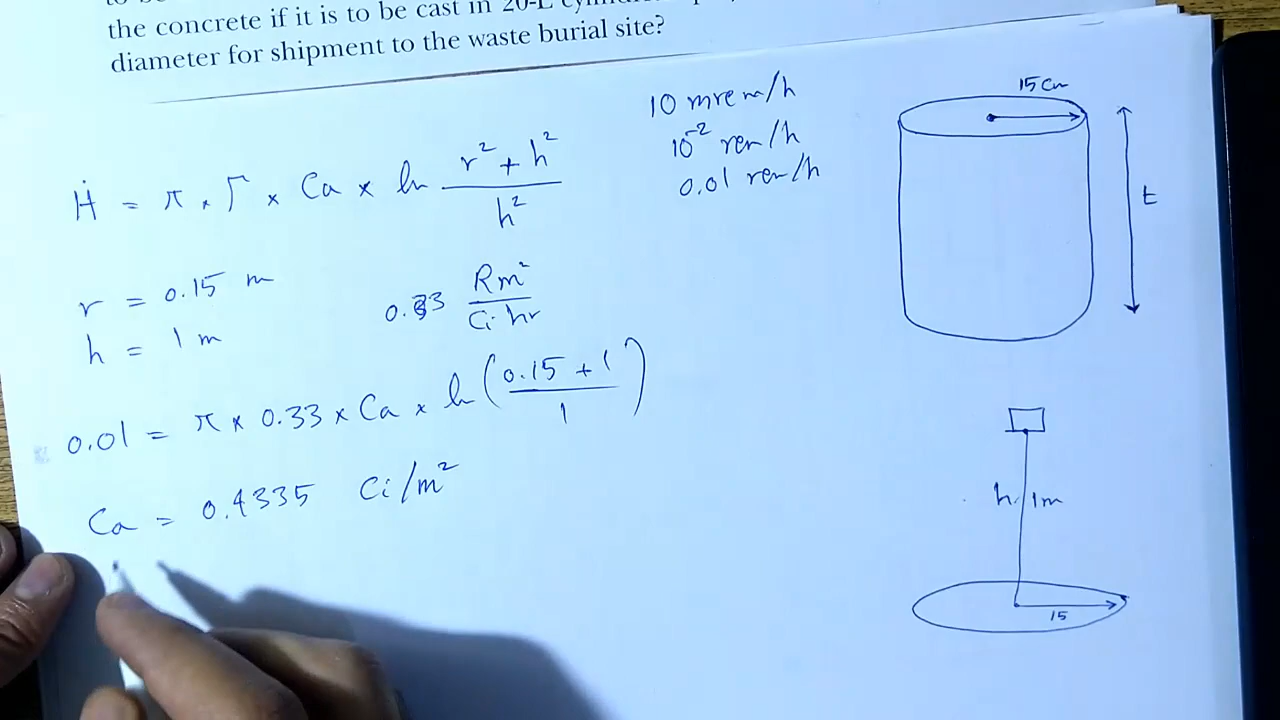 the concrete if it is to be cast in 20-L
diameter for shipment to the waste burial site?
10 mrem/h
10⁻² rem/h
0.01 rem/h
Ḣ = π × Γ × Ca × ln (r² + h²)/h²
r = 0.15 m
h = 1 m
0.33 Rm²/Ci hr
0.01 = π × 0.33 × Ca × ln((0.15 + 1)/1)
Ca = 0.4335 Ci/m²
15 cm
t
h 1m
15